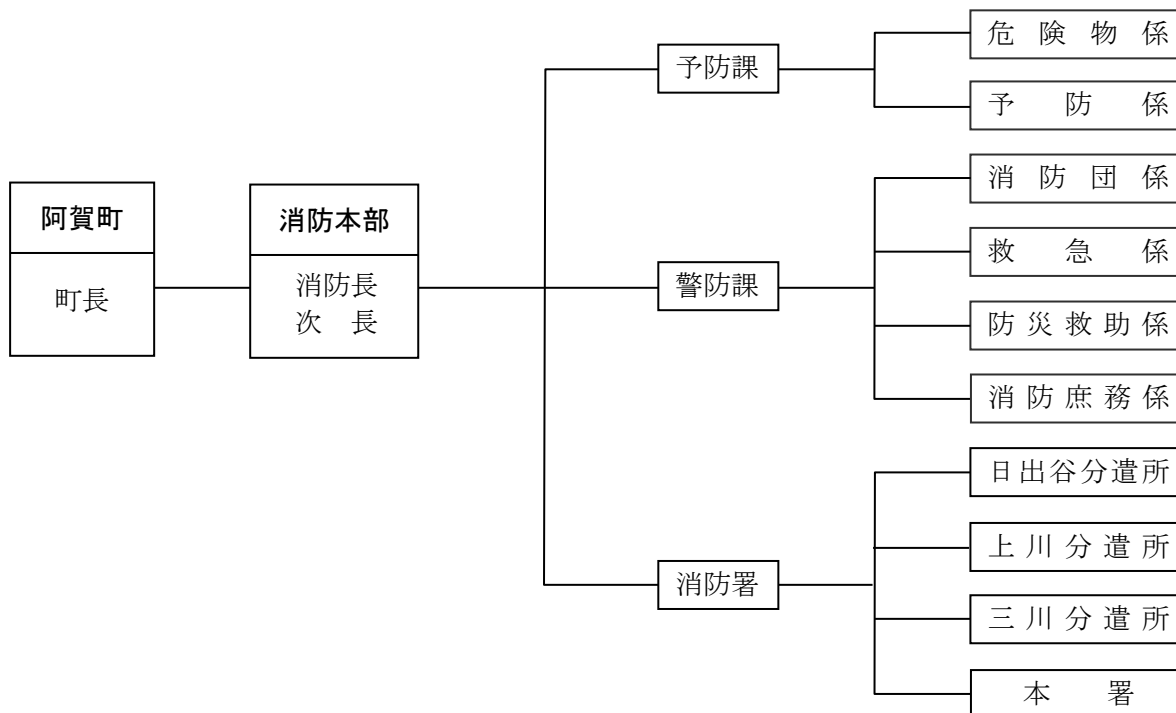 阿賀町
町長
消防本部
消防長
次　長
予防課
危険物係
予防係
警防課
消防団係
救急係
防災救助係
消防庶務係
消防署
日出谷分遣所
上川分遣所
三川分遣所
本署